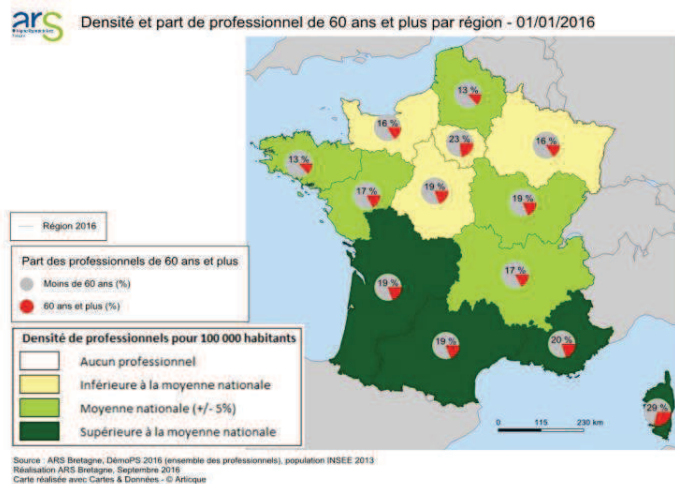 ars
Densité et part de professionnel de 60 ans et plus par région - 01/01/2016
13 %
16 %
23 %
16 %
13 %
17 %
19 %
19 %
17 %
19 %
19 %
20 %
29 %
Région 2016
Part des professionnels de 60 ans et plus
Moins de 60 ans (%)
60 ans et plus (%)
Densité de professionnels pour 100 000 habitants
Aucun professionnel
Inférieure à la moyenne nationale
Moyenne nationale (+/- 5%)
Supérieure à la moyenne nationale
0 115 230 km
Source : ARS Bretagne, DémoPS 2016 (ensemble des professionnels), population INSEE 2013
Réalisation ARS Bretagne, Septembre 2016
Carte réalisée avec Cartes & Données - © Articque